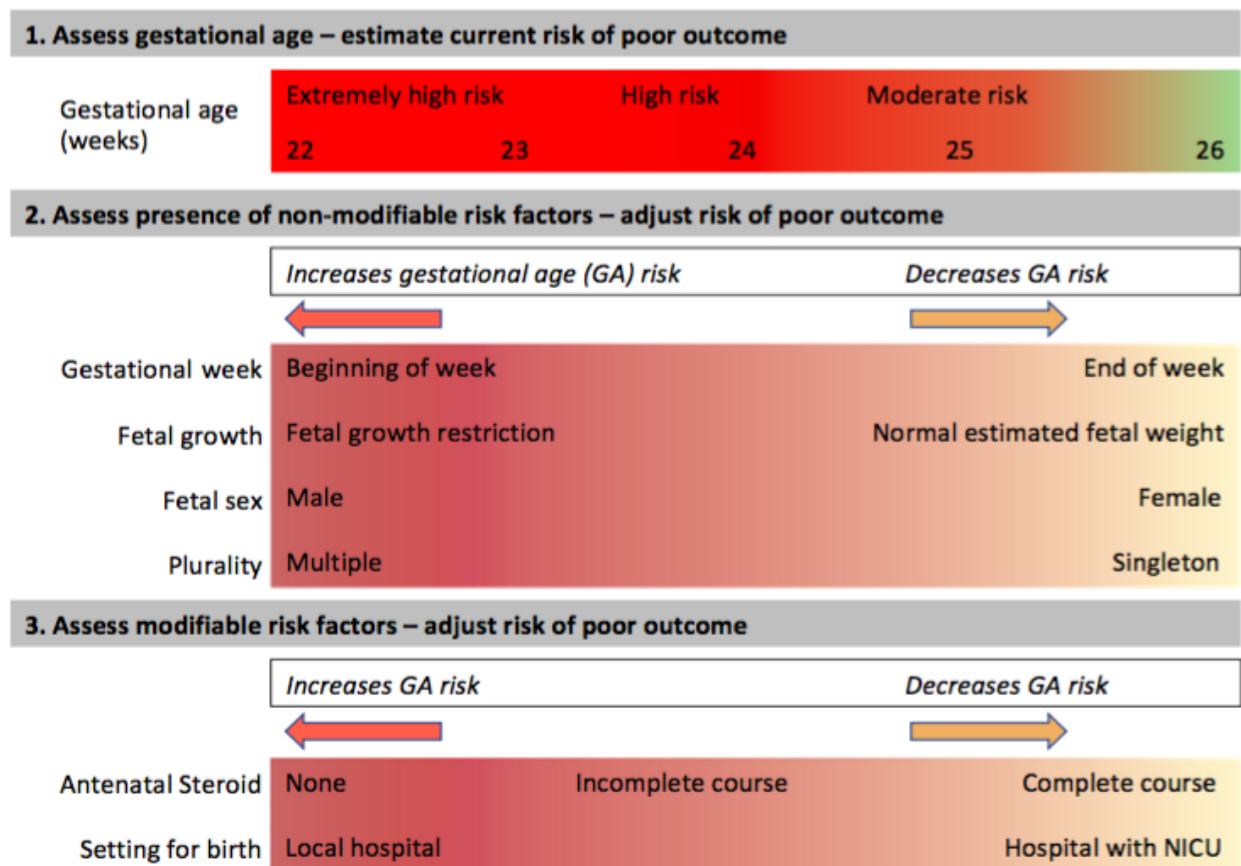 1. Assess gestational age – estimate current risk of poor outcome
Gestational age
(weeks)
Extremely high risk High risk Moderate risk
22 23 24 25 26
2. Assess presence of non-modifiable risk factors – adjust risk of poor outcome
Increases gestational age (GA) risk Decreases GA risk
Gestational week Beginning of week End of week
Fetal growth Fetal growth restriction Normal estimated fetal weight
Fetal sex Male Female
Plurality Multiple Singleton
3. Assess modifiable risk factors – adjust risk of poor outcome
Increases GA risk Decreases GA risk
Antenatal Steroid None Incomplete course Complete course
Setting for birth Local hospital Hospital with NICU